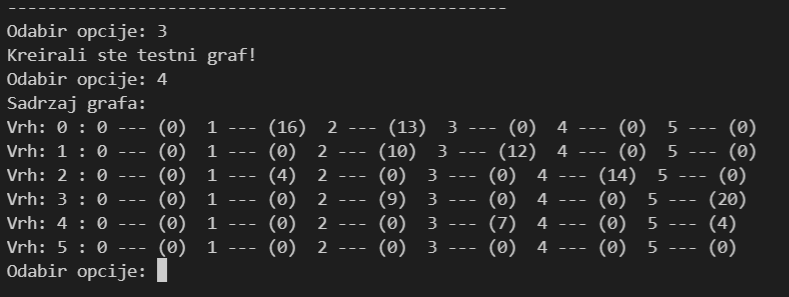 --------------------------------------------------
Odabir opcije: 3
Kreirali ste testni graf!
Odabir opcije: 4
Sadrzaj grafa:
Vrh: 0 : 0 --- (0)  1 --- (16)  2 --- (13)  3 --- (0)  4 --- (0)  5 --- (0)
Vrh: 1 : 0 --- (0)  1 --- (0)  2 --- (10)  3 --- (12)  4 --- (0)  5 --- (0)
Vrh: 2 : 0 --- (0)  1 --- (4)  2 --- (0)  3 --- (0)  4 --- (14)  5 --- (0)
Vrh: 3 : 0 --- (0)  1 --- (0)  2 --- (9)  3 --- (0)  4 --- (0)  5 --- (20)
Vrh: 4 : 0 --- (0)  1 --- (0)  2 --- (0)  3 --- (7)  4 --- (0)  5 --- (4)
Vrh: 5 : 0 --- (0)  1 --- (0)  2 --- (0)  3 --- (0)  4 --- (0)  5 --- (0)
Odabir opcije: